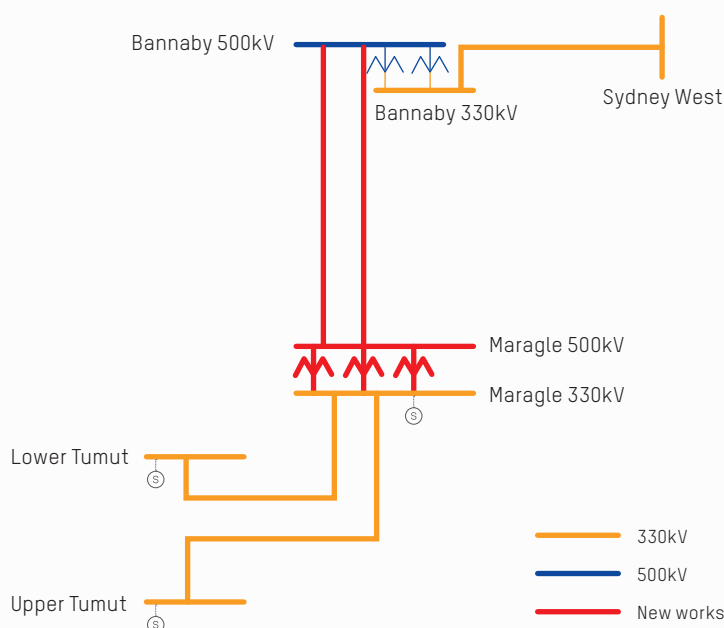 Bannaby 500kV
Sydney West
Bannaby 330kV
Maragle 500kV
Maragle 330kV
S
Lower Tumut
S
330kV
500kV
Upper Tumut
New works
S